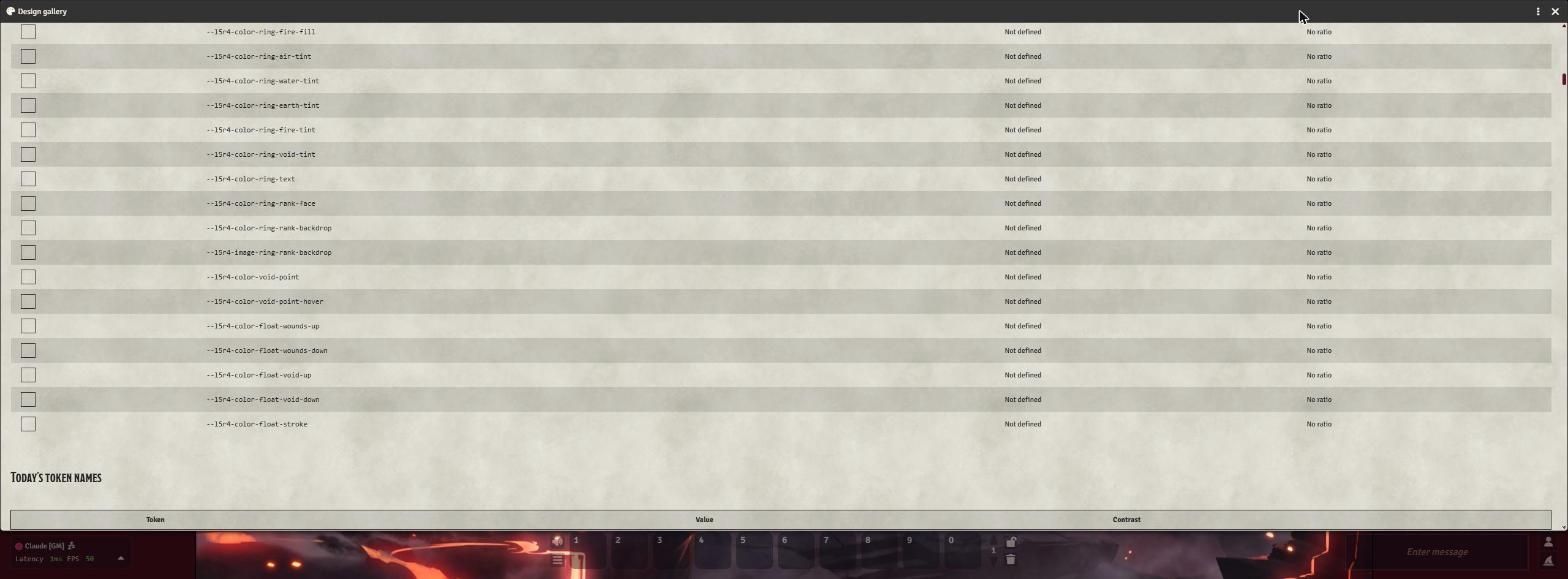 Design gallery
--l5r4-color-ring-fire-fill Not defined No ratio
--l5r4-color-ring-air-tint Not defined No ratio
--l5r4-color-ring-water-tint Not defined No ratio
--l5r4-color-ring-earth-tint Not defined No ratio
--l5r4-color-ring-fire-tint Not defined No ratio
--l5r4-color-ring-void-tint Not defined No ratio
--l5r4-color-ring-text Not defined No ratio
--l5r4-color-ring-rank-face Not defined No ratio
--l5r4-color-ring-rank-backdrop Not defined No ratio
--l5r4-image-ring-rank-backdrop Not defined No ratio
--l5r4-color-void-point Not defined No ratio
--l5r4-color-void-point-hover Not defined No ratio
--l5r4-color-float-wounds-up Not defined No ratio
--l5r4-color-float-wounds-down Not defined No ratio
--l5r4-color-float-void-up Not defined No ratio
--l5r4-color-float-void-down Not defined No ratio
--l5r4-color-float-stroke Not defined No ratio
Today's token names
Token Value Contrast
Claude [GM]
Latency 3ms FPS 50
1 2 3 4 5 6 7 8 9 0
1
Enter message